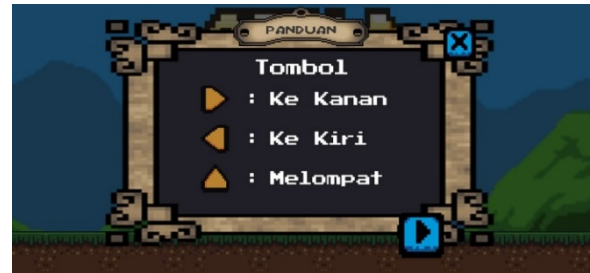 PANDUAN
Tombol
: Ke Kanan
: Ke Kiri
: Melompat